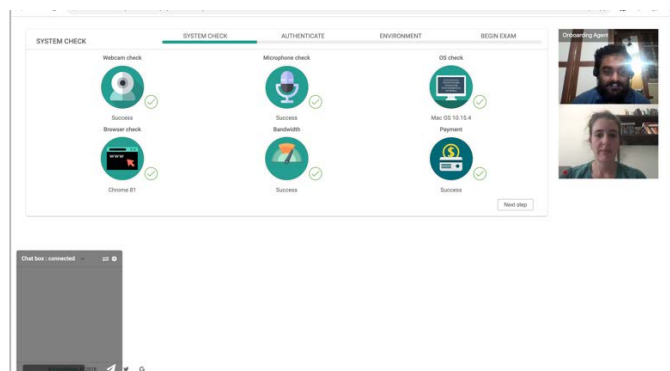 SYSTEM CHECK
SYSTEM CHECK AUTHENTICATE ENVIRONMENT BEGIN EXAM
Onboarding Agent
Webcam check Microphone check OS check
Success Success Mac OS 10.15.4
Browser check Bandwidth Payment
www
Chrome 81 Success Success
Next step
Chat box : connected